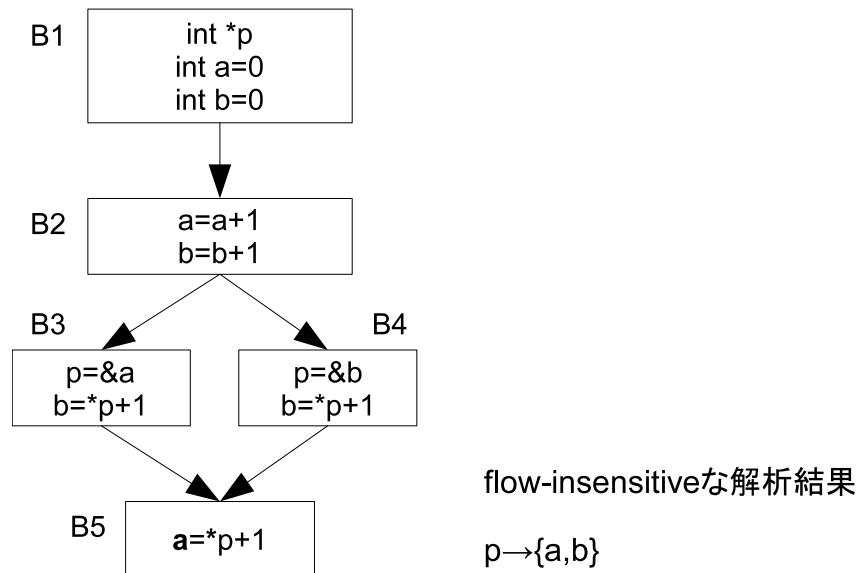 B1
int *p
int a=0
int b=0
B2
a=a+1
b=b+1
B3
B4
p=&a
b=*p+1
p=&b
b=*p+1
B5
a=*p+1
flow-insensitiveな解析結果
p→{a,b}